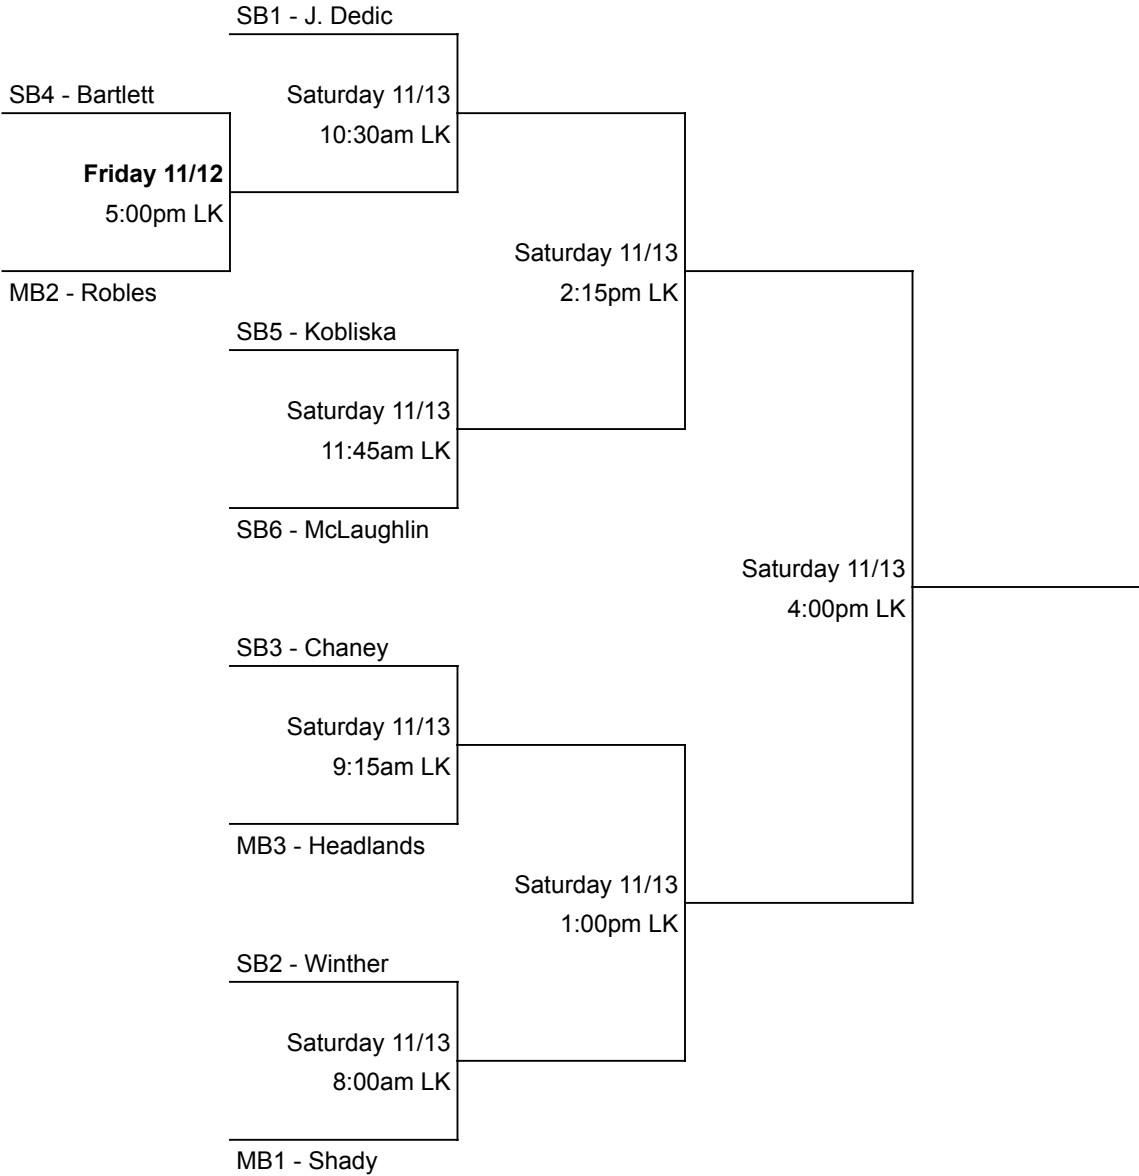 SB1 - J. Dedic
SB4 - Bartlett
Saturday 11/13
10:30am LK
Friday 11/12
5:00pm LK
Saturday 11/13
2:15pm LK
MB2 - Robles
SB5 - Kobliska
Saturday 11/13
11:45am LK
SB6 - McLaughlin
Saturday 11/13
4:00pm LK
SB3 - Chaney
Saturday 11/13
9:15am LK
MB3 - Headlands
Saturday 11/13
1:00pm LK
SB2 - Winther
Saturday 11/13
8:00am LK
MB1 - Shady